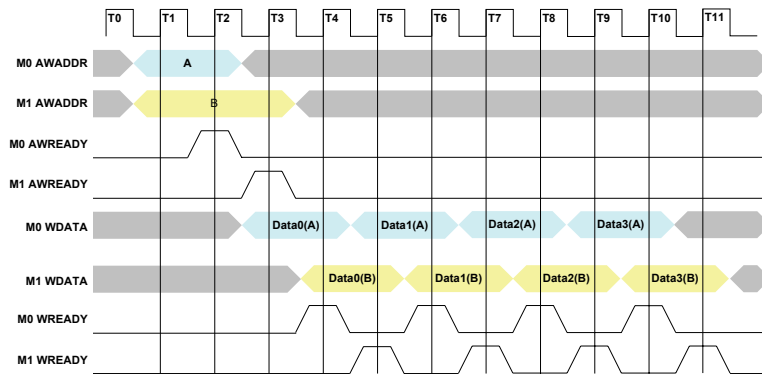 T0 T1 T2 T3 T4 T5 T6 T7 T8 T9 T10 T11
M0 AWADDR A
M1 AWADDR B
M0 AWREADY
M1 AWREADY
M0 WDATA Data0(A) Data1(A) Data2(A) Data3(A)
M1 WDATA Data0(B) Data1(B) Data2(B) Data3(B)
M0 WREADY
M1 WREADY